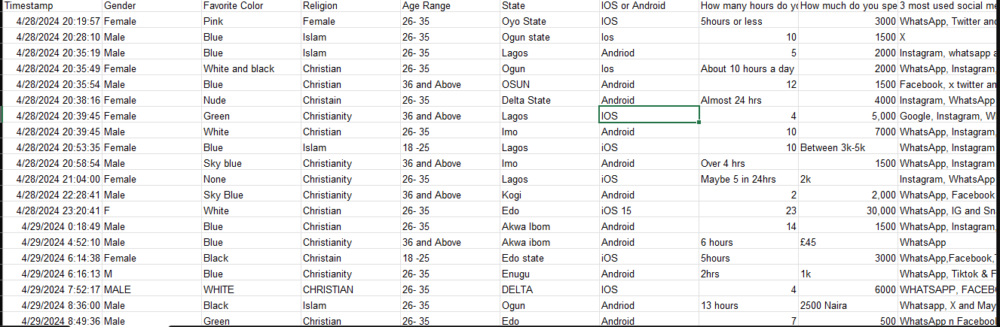 Timestamp Gender Favorite Color Religion Age Range State IOS or Android How many hours do yo How much do you spe 3 most used social me
4/28/2024 20:19:57 Female Pink Female 26- 35 Oyo State IOS 5hours or less 3000 WhatsApp, Twitter and
4/28/2024 20:28:10 Male Blue Islam 26- 35 Ogun state Ios 10 1500 X
4/28/2024 20:35:19 Male Blue Islam 26- 35 Lagos Andriod 5 2000 Instagram, whatsapp a
4/28/2024 20:35:49 Female White and black Christian 26- 35 Ogun Ios About 10 hours a day 2000 WhatsApp, Instagram,
4/28/2024 20:35:54 Male Blue Christian 36 and Above OSUN Android 12 1500 Facebook, x twitter an
4/28/2024 20:38:16 Female Nude Christain 26- 35 Delta State Android Almost 24 hrs 4000 Instagram, WhatsApp
4/28/2024 20:39:45 Female Green Christianity 36 and Above Lagos IOS 4 5,000 Google, Instagram, W
4/28/2024 20:39:45 Male White Christian 26- 35 Imo Android 10 7000 WhatsApp, Instagram,
4/28/2024 20:53:35 Female Blue Islam 18 -25 Lagos iOS 10 Between 3k-5k WhatsApp, Instagram
4/28/2024 20:58:54 Male Sky blue Christianity 36 and Above Imo Android Over 4 hrs 1500 WhatsApp, Instagram
4/28/2024 21:04:00 Female None Christianity 26- 35 Lagos iOS Maybe 5 in 24hrs 2k Instagram, WhatsApp
4/28/2024 22:28:41 Male Sky Blue Christianity 36 and Above Kogi Android 2 2,000 WhatsApp, Facebook
4/28/2024 23:20:41 F White Christian 26- 35 Edo iOS 15 23 30,000 WhatsApp, IG and Sn
4/29/2024 0:18:49 Male Blue Christian 26- 35 Akwa Ibom Android 14 1500 WhatsApp, Instagram,
4/29/2024 4:52:10 Male Blue Christianity 36 and Above Akwa ibom Android 6 hours £45 WhatsApp
4/29/2024 6:14:38 Female Black Christain 18 -25 Edo state iOS 5hours 3000 WhatsApp,Facebook,
4/29/2024 6:16:13 M Blue Christianity 26- 35 Enugu Android 2hrs 1k WhatsApp, Tiktok & F
4/29/2024 7:52:17 MALE WHITE CHRISTIAN 26- 35 DELTA IOS 4 6000 WHATSAPP, FACEB
4/29/2024 8:36:00 Male Black Islam 26- 35 Ogun Andriod 13 hours 2500 Naira Whatsapp, X and May
4/29/2024 8:49:36 Male Green Christian 26- 35 Edo Android 7 500 WhatsApp n Facebool